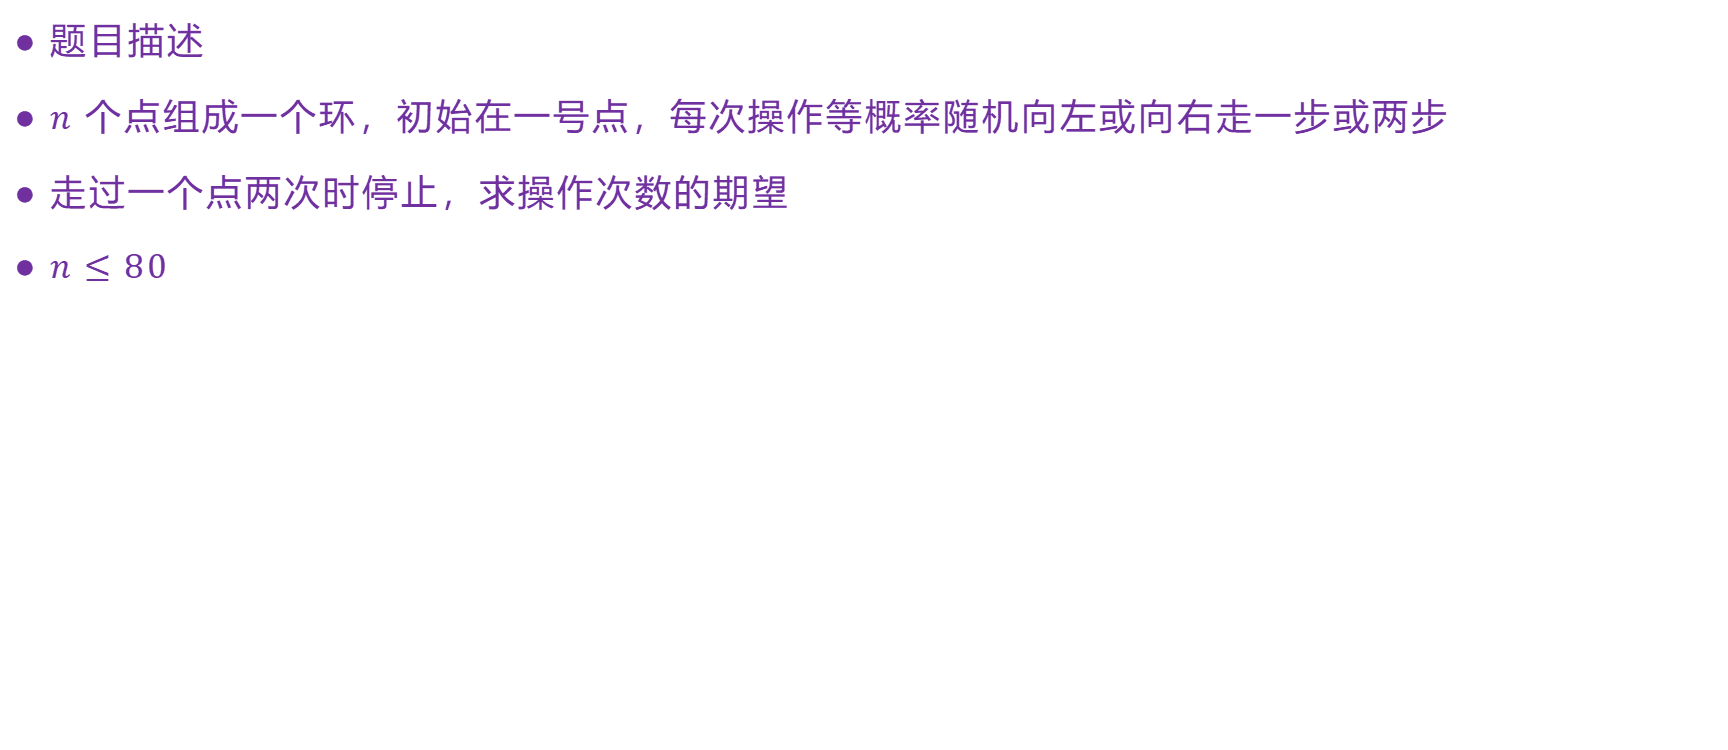 • 题目描述
• n 个点组成一个环，初始在一号点，每次操作等概率随机向左或向右走一步或两步
• 走过一个点两次时停止，求操作次数的期望
• n ≤ 80